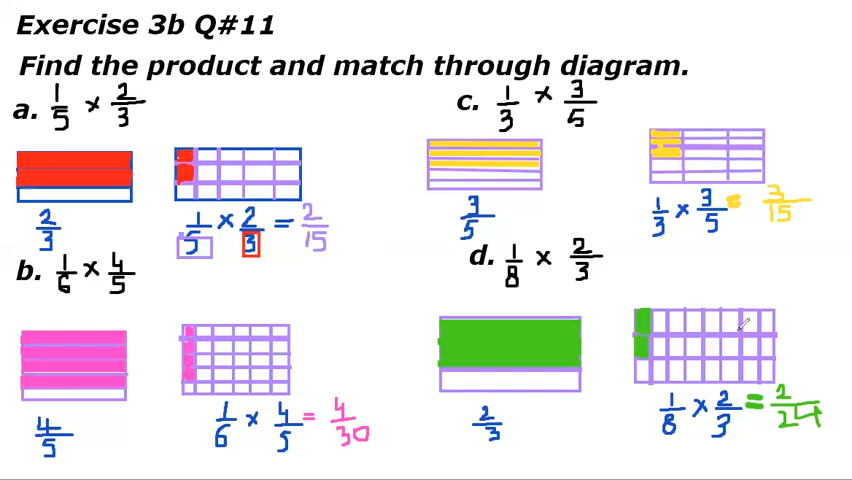 Exercise 3b Q#11
Find the product and match through diagram.
a. 1/5 × 2/3
2/3
1/5 × 2/3 = 2/15
b. 1/6 × 4/5
4/5
1/6 × 4/5 = 4/30
c. 1/3 × 3/5
3/5
1/3 × 3/5 = 3/15
d. 1/8 × 2/3
2/3
1/8 × 2/3 = 2/24